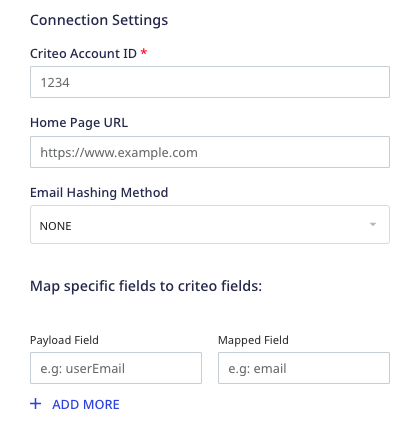 Connection Settings
Criteo Account ID *
1234
Home Page URL
https://www.example.com
Email Hashing Method
NONE
Map specific fields to criteo fields:
Payload Field
Mapped Field
e.g: userEmail
e.g: email
+ ADD MORE